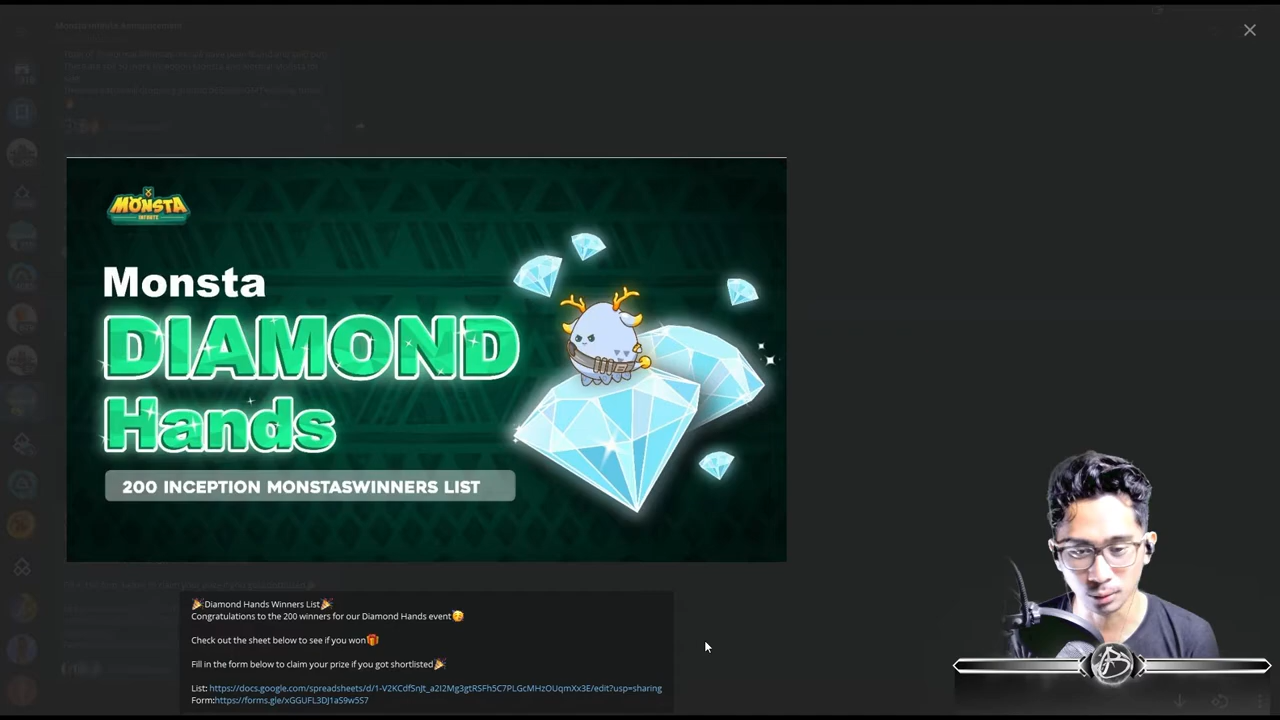 Monstainfinite Announcement
MONSTA
INFINITE
Monsta
DIAMOND
Hands
200 INCEPTION MONSTASWINNERS LIST
🎉Diamond Hands Winners List🎉
Congratulations to the 200 winners for our Diamond Hands event🥳
Check out the sheet below to see if you won🎁
Fill in the form below to claim your prize if you got shortlisted🎉
List: https://docs.google.com/spreadsheets/d/1-V2KCdfSnJt_a2I2Mg3gtRSFh5C7PLGcMHzOUqmXx3E/edit?usp=sharing
Form:https://forms.gle/xGGUFL3DJ1aS9w5S7